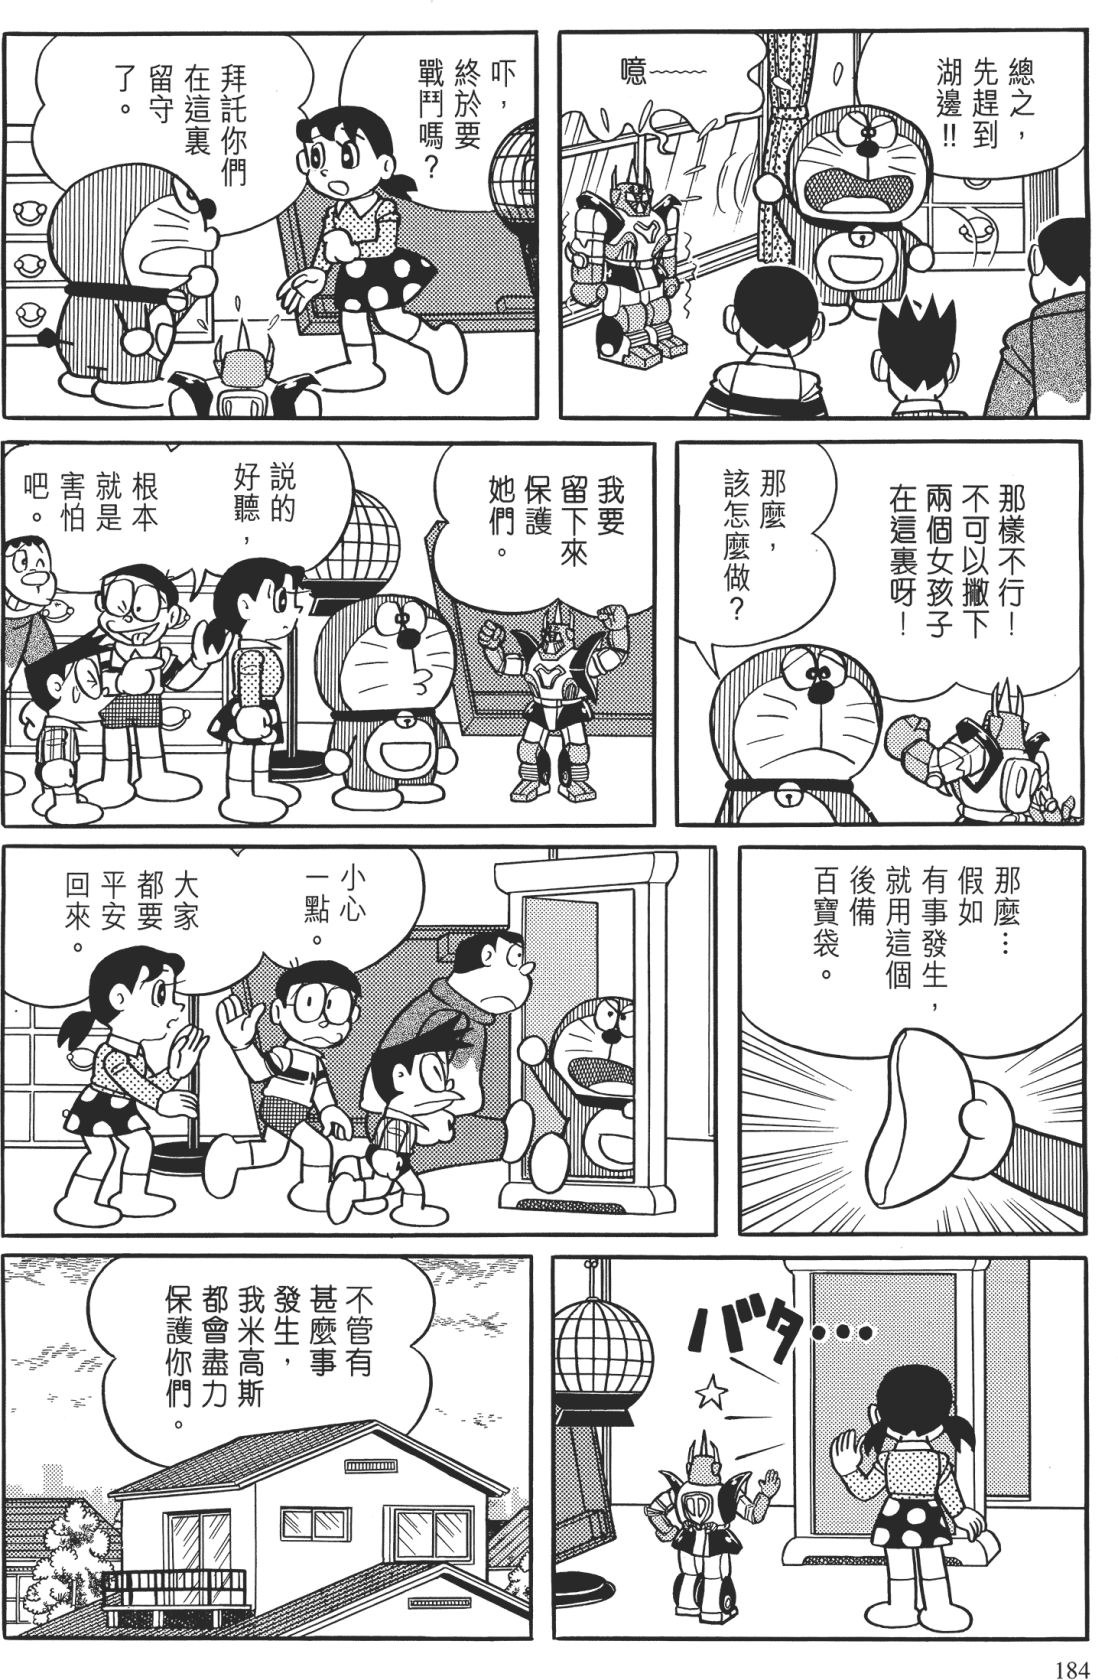 總之，
先趕到
湖邊!!
噫～
吓，
終於要
戰鬥嗎？
拜託你們
在這裏
留守
了。
那樣不行！
不可以撇下
兩個女孩子
在這裏呀！
那麼，
該怎麼做？
我要
留下來
保護
她們。
說的
好聽，
根本
就是
害怕
吧。
那麼…
假如
有事發生，
就用這個
後備
百寶袋。
小心
一點。
大家
都要
平安
回來。
バタ…
不管有
甚麼事
發生，
我米高斯
都會盡力
保護你們。
184